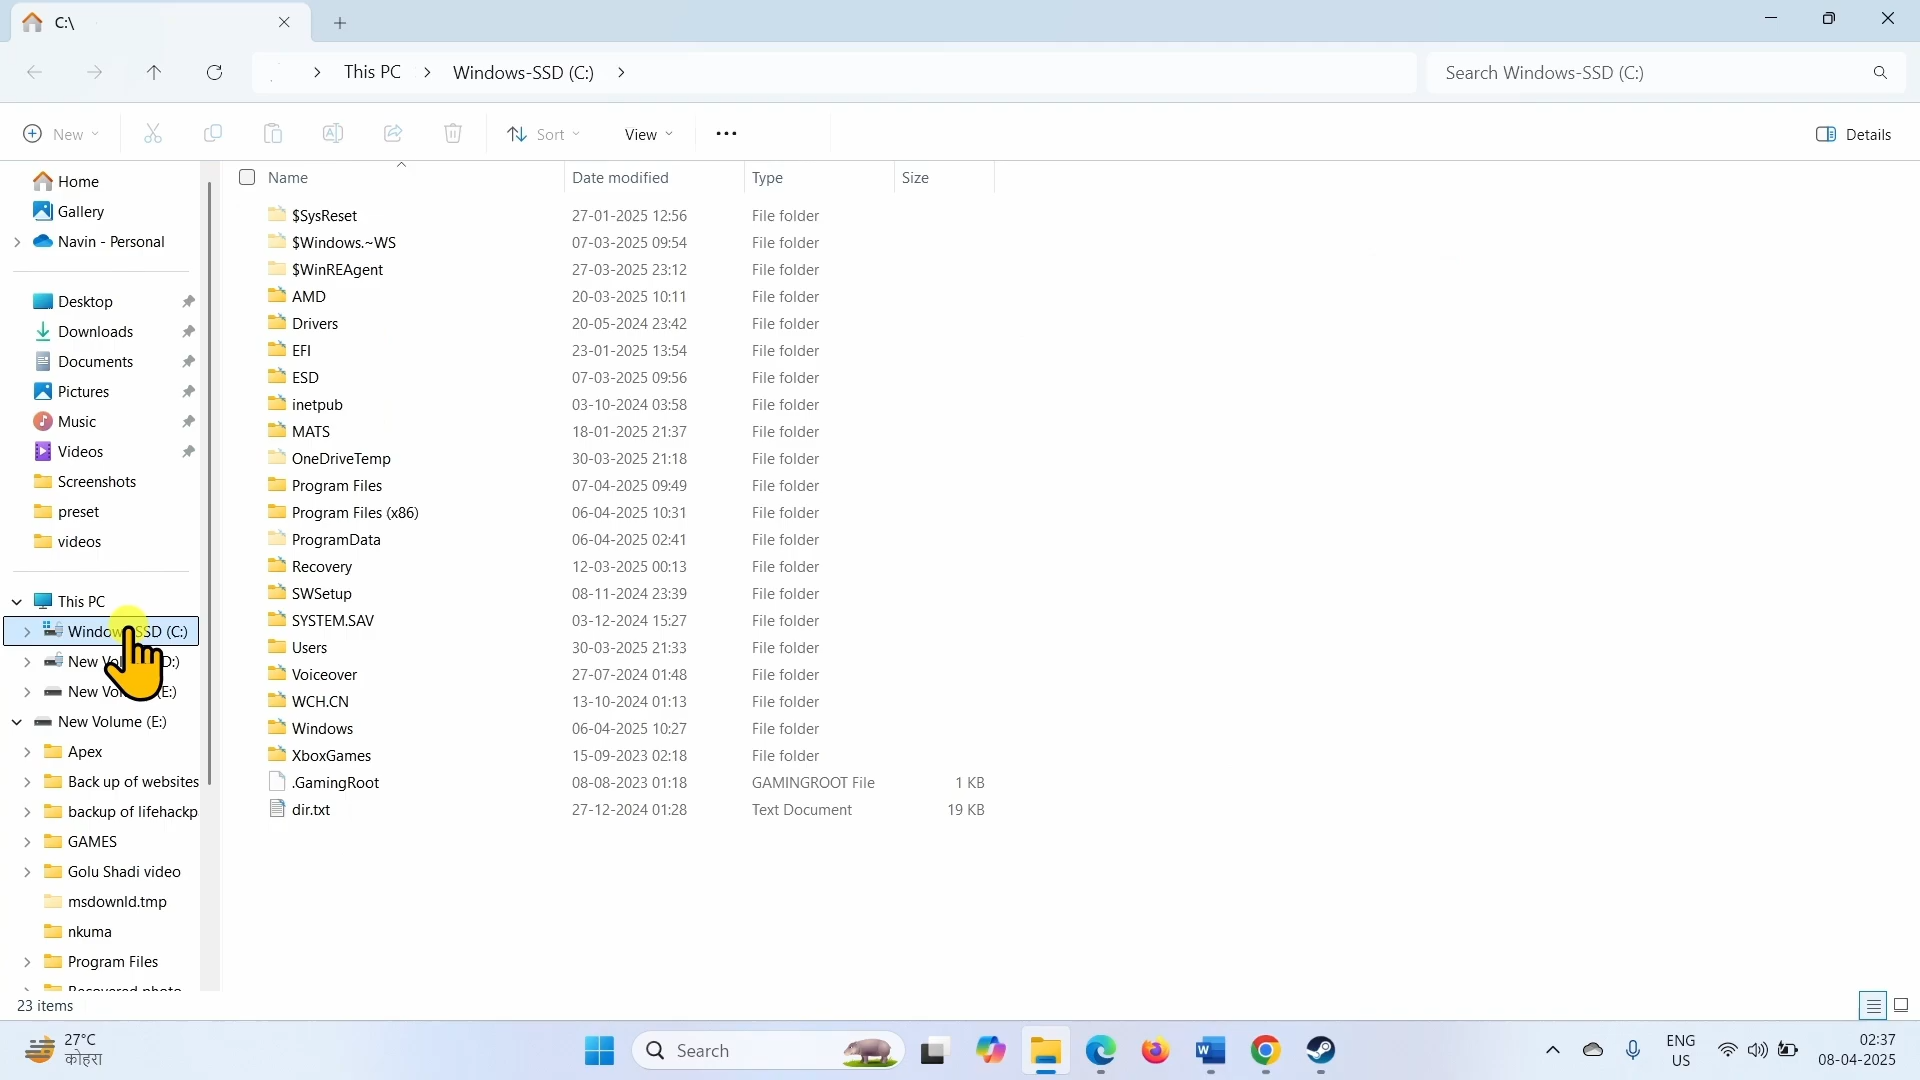 C:\
This PC
Windows-SSD (C:)
Search Windows-SSD (C:)
New
Sort
View
Details
Home
Gallery
Navin - Personal
Desktop
Downloads
Documents
Pictures
Music
Videos
Screenshots
preset
videos
This PC
SSD (C:)
New
D:)
New
(E:)
New Volume (E:)
Apex
Back up of websites
backup of lifehackp
GAMES
Golu Shadi video
msdownld.tmp
nkuma
Program Files
Name Date modified Type Size
$SysReset 27-01-2025 12:56 File folder
$Windows.~WS 07-03-2025 09:54 File folder
$WinREAgent 27-03-2025 23:12 File folder
AMD 20-03-2025 10:11 File folder
Drivers 20-05-2024 23:42 File folder
EFI 23-01-2025 13:54 File folder
ESD 07-03-2025 09:56 File folder
inetpub 03-10-2024 03:58 File folder
MATS 18-01-2025 21:37 File folder
OneDriveTemp 30-03-2025 21:18 File folder
Program Files 07-04-2025 09:49 File folder
Program Files (x86) 06-04-2025 10:31 File folder
ProgramData 06-04-2025 02:41 File folder
Recovery 12-03-2025 00:13 File folder
SWSetup 08-11-2024 23:39 File folder
SYSTEM.SAV 03-12-2024 15:27 File folder
Users 30-03-2025 21:33 File folder
Voiceover 27-07-2024 01:48 File folder
WCH.CN 13-10-2024 01:13 File folder
Windows 06-04-2025 10:27 File folder
XboxGames 15-09-2023 02:18 File folder
.GamingRoot 08-08-2023 01:18 GAMINGROOT File 1 KB
dir.txt 27-12-2024 01:28 Text Document 19 KB
23 items
27°C
कोहरा
Search
ENG
US
02:37
08-04-2025